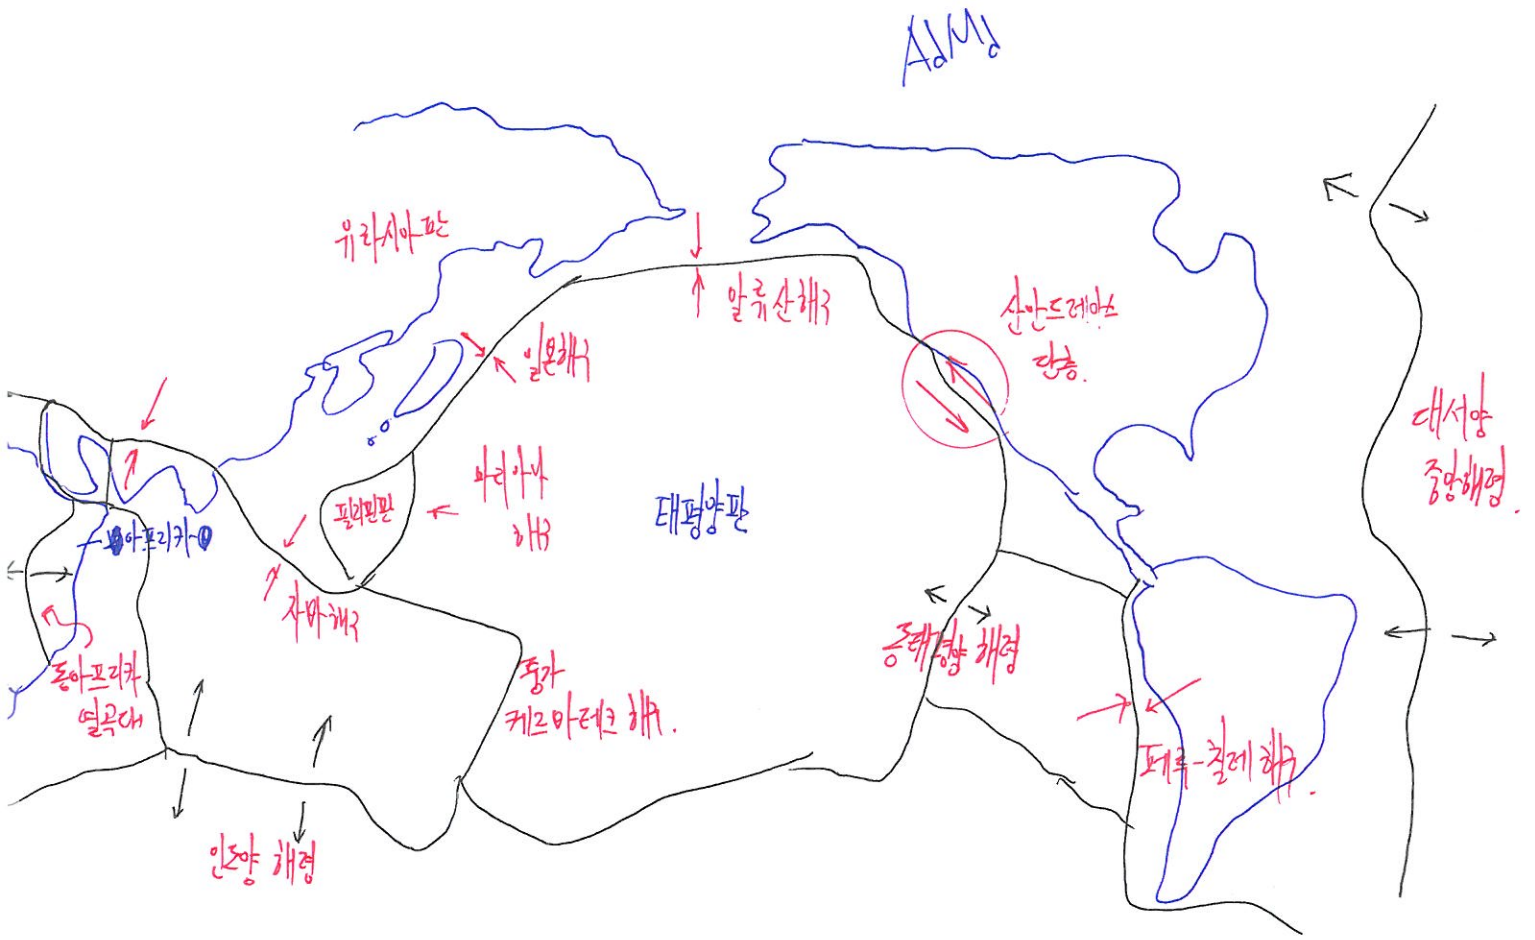 AdMd
유라시아판
알류산해구
산안드레아스
단층.
일본해구
대서양
중앙해령.
마리아나
해구
필리핀판
태평양판
아프리카
자바해구
동태평양 해령
동아프리카
열곡대
통가
케르마데크 해구.
페루-칠레 해구.
인도양 해령